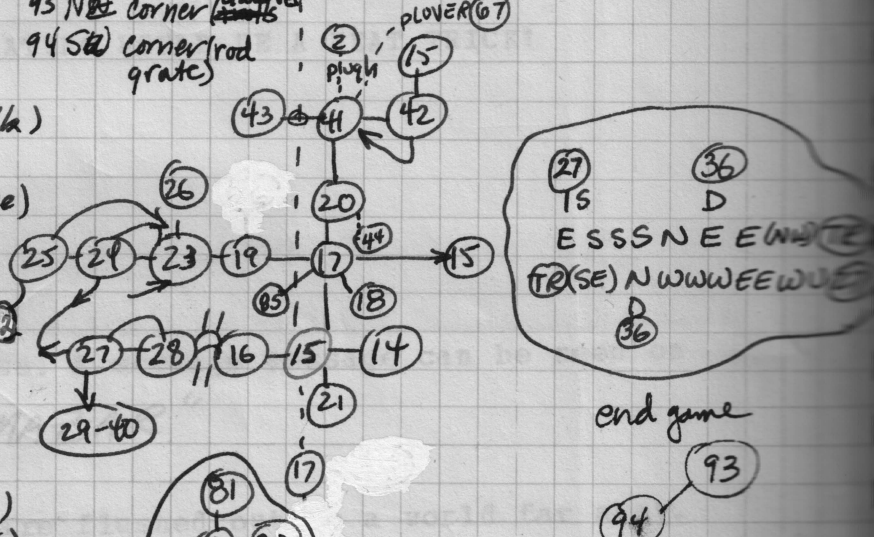 93 NE corner
PLOVER 67
94 SW corner (rod
grate)
2
plugh
15
43
41
42
26
20
44
25
24
23
19
17
15
85
18
27
28
16
15
14
29-40
21
17
81
27
36
IS
D
E S S S N E E
(SE) N W W W E E W
D
36
end game
93
94